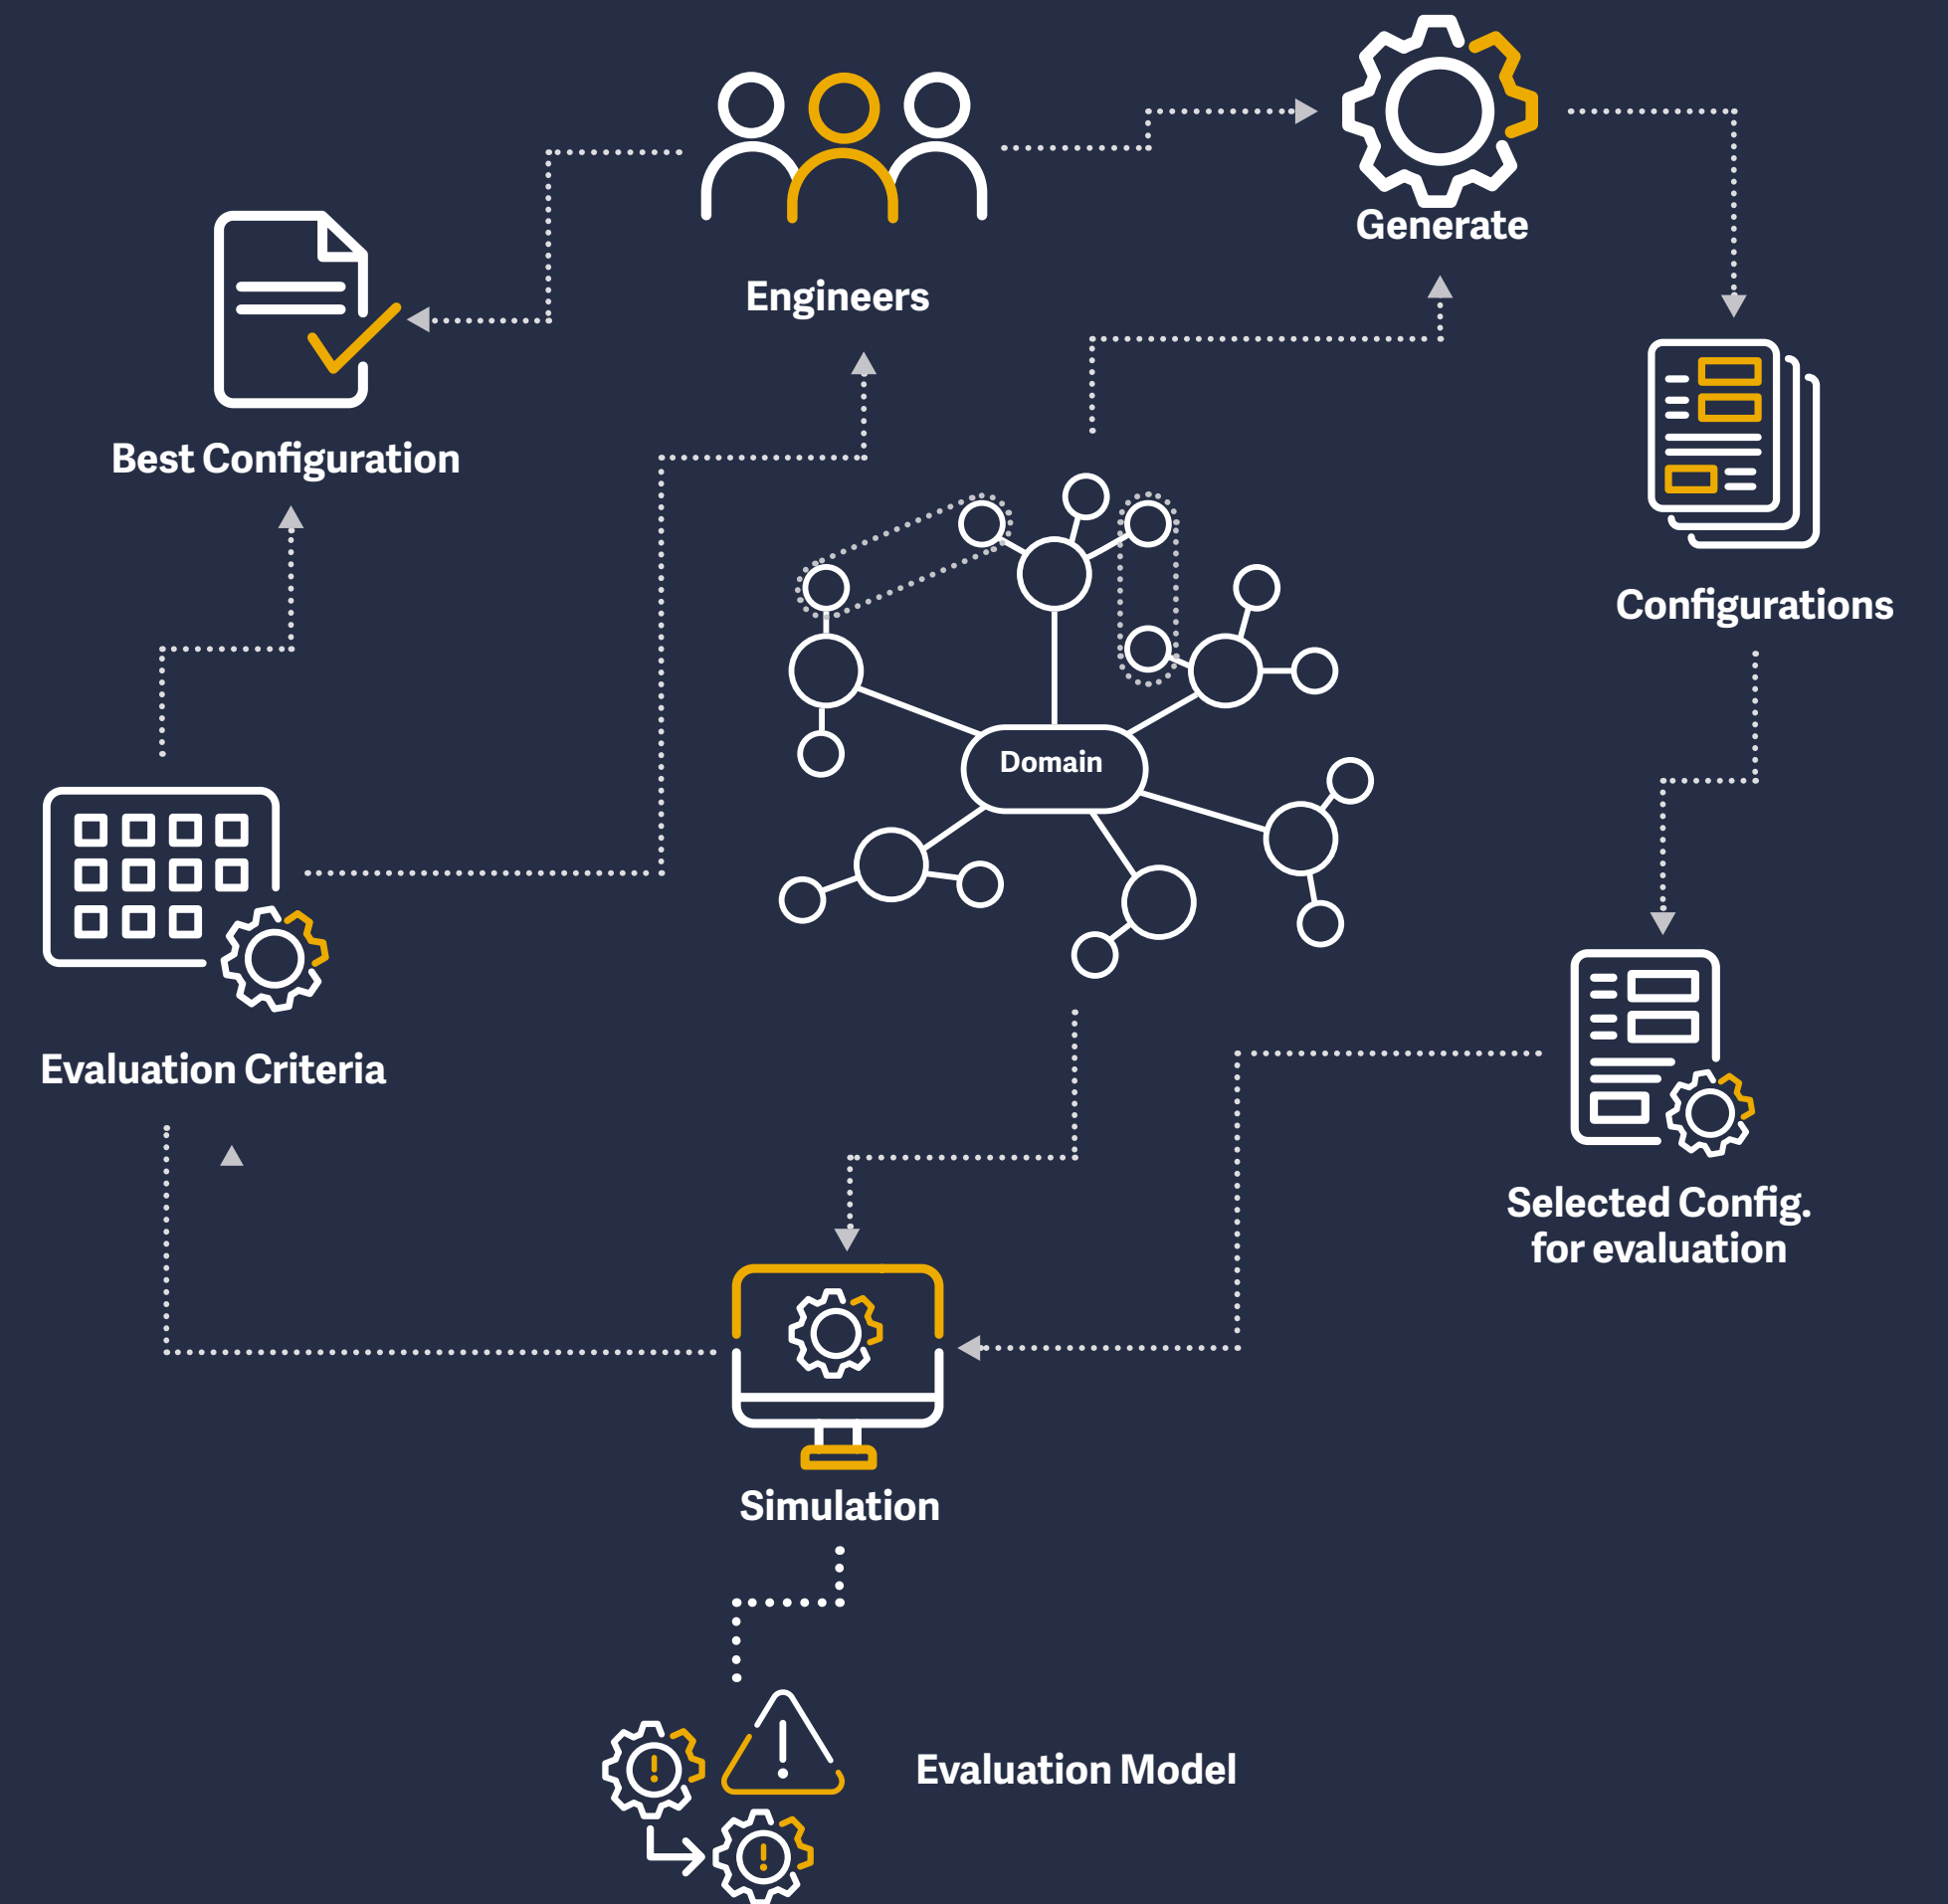 Generate
Engineers
Best Configuration
Configurations
Domain
Evaluation Criteria
Selected Config.
for evaluation
Simulation
Evaluation Model